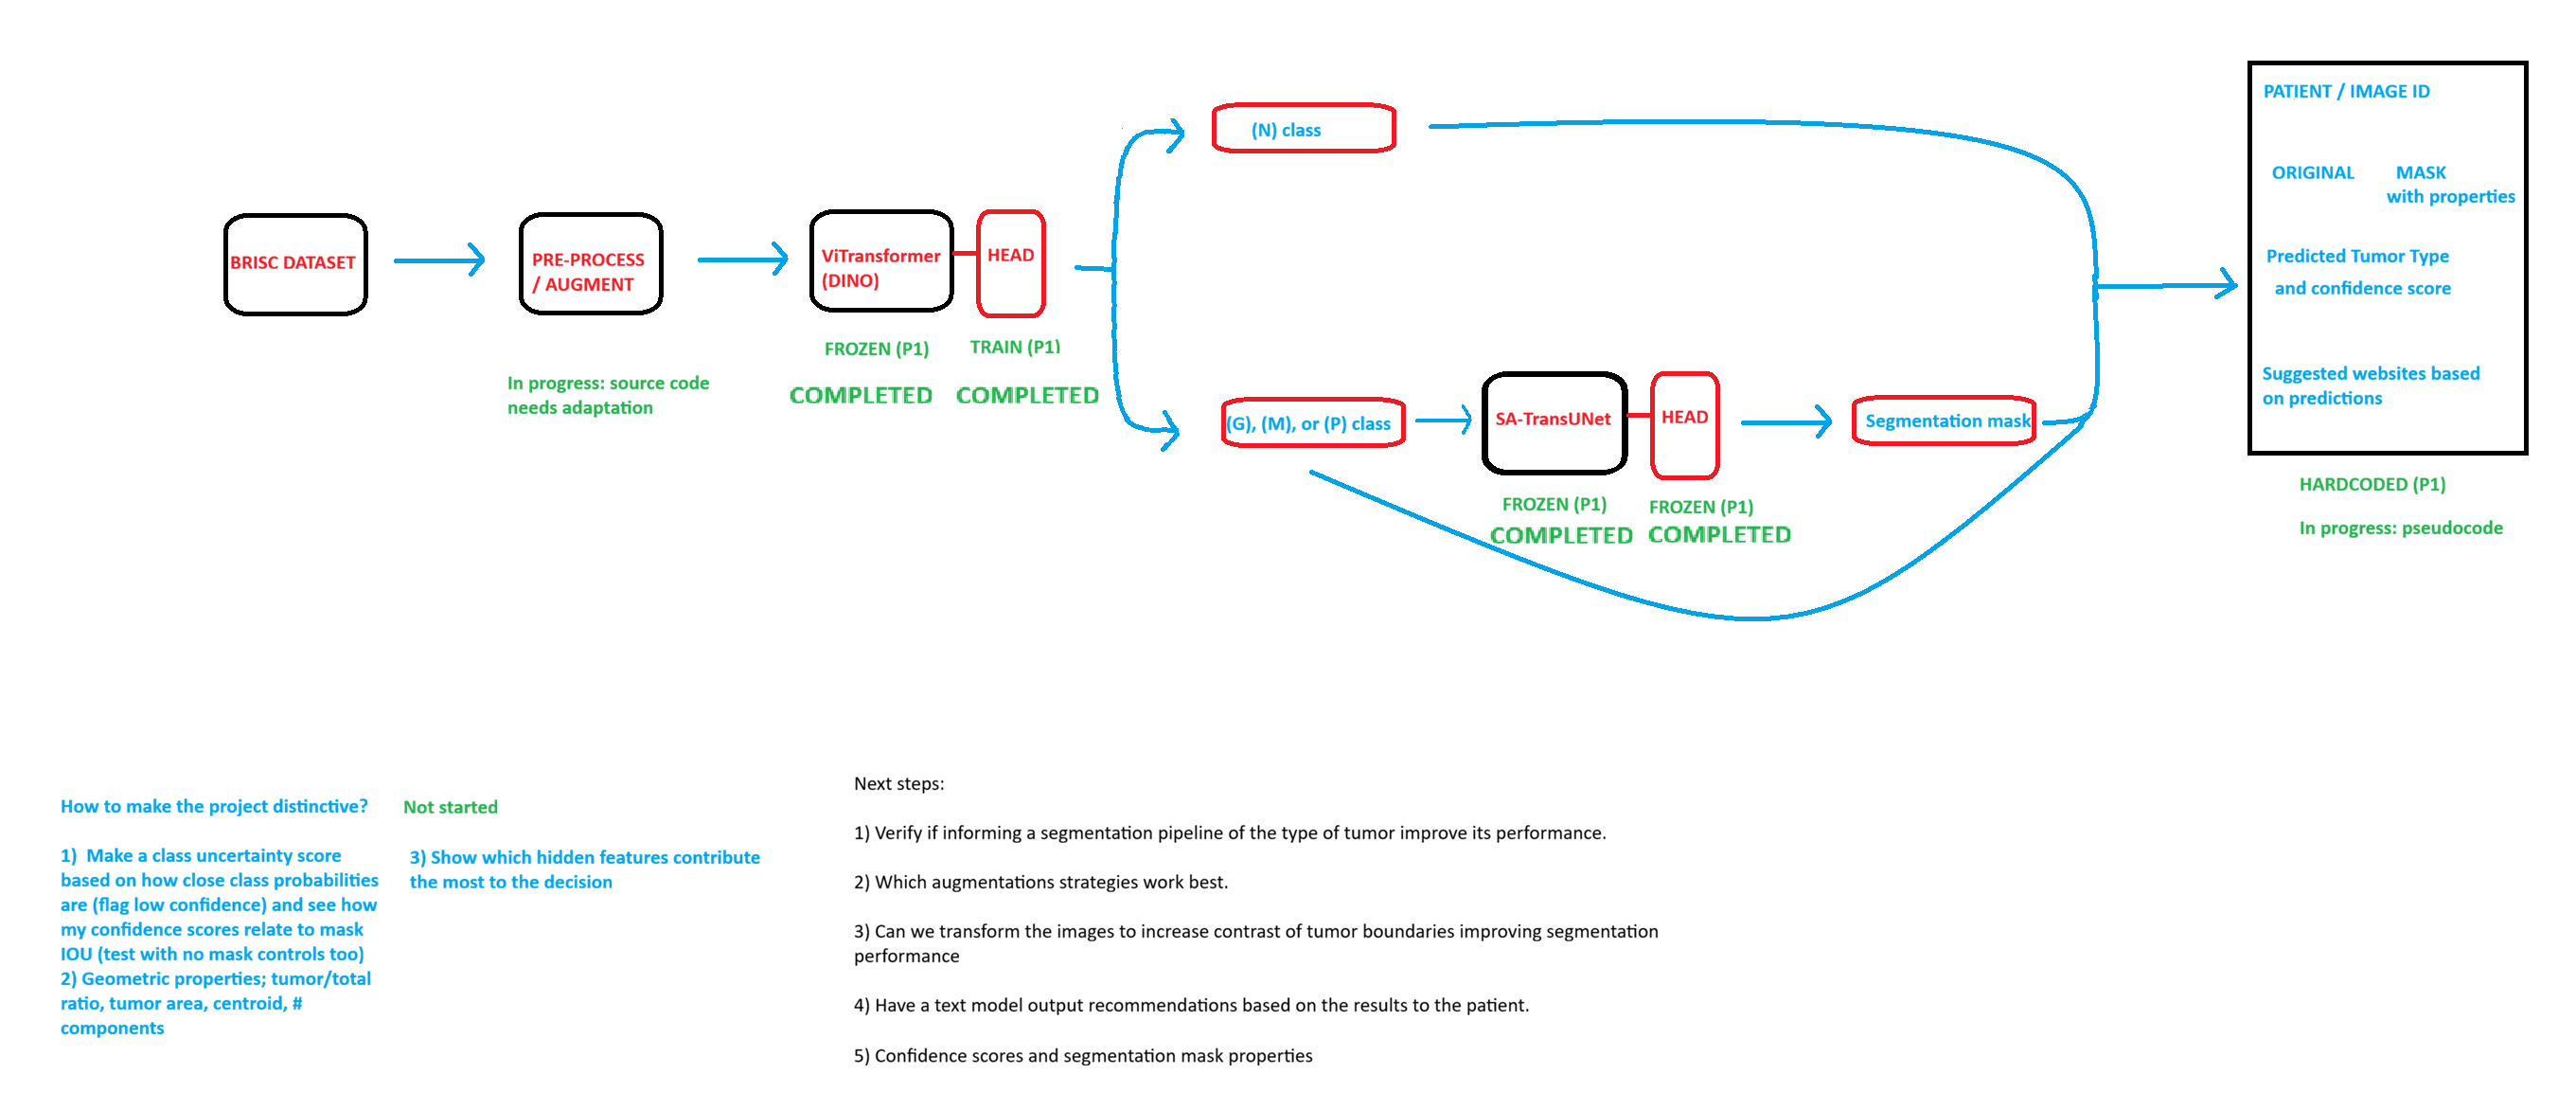 BRISC DATASET
PRE-PROCESS
/ AUGMENT
In progress: source code
needs adaptation
ViTransformer
(DINO)
HEAD
FROZEN (P1)
TRAIN (P1)
COMPLETED
COMPLETED
(N) class
(G), (M), or (P) class
SA-TransUNet
HEAD
FROZEN (P1)
FROZEN (P1)
COMPLETED
COMPLETED
Segmentation mask
PATIENT / IMAGE ID
ORIGINAL
MASK
with properties
Predicted Tumor Type
and confidence score
Suggested websites based
on predictions
HARDCODED (P1)
In progress: pseudocode
How to make the project distinctive?
Not started
1) Make a class uncertainty score
based on how close class probabilities
are (flag low confidence) and see how
my confidence scores relate to mask
IOU (test with no mask controls too)
2) Geometric properties; tumor/total
ratio, tumor area, centroid, #
components
3) Show which hidden features contribute
the most to the decision
Next steps:
1) Verify if informing a segmentation pipeline of the type of tumor improve its performance.
2) Which augmentations strategies work best.
3) Can we transform the images to increase contrast of tumor boundaries improving segmentation
performance
4) Have a text model output recommendations based on the results to the patient.
5) Confidence scores and segmentation mask properties